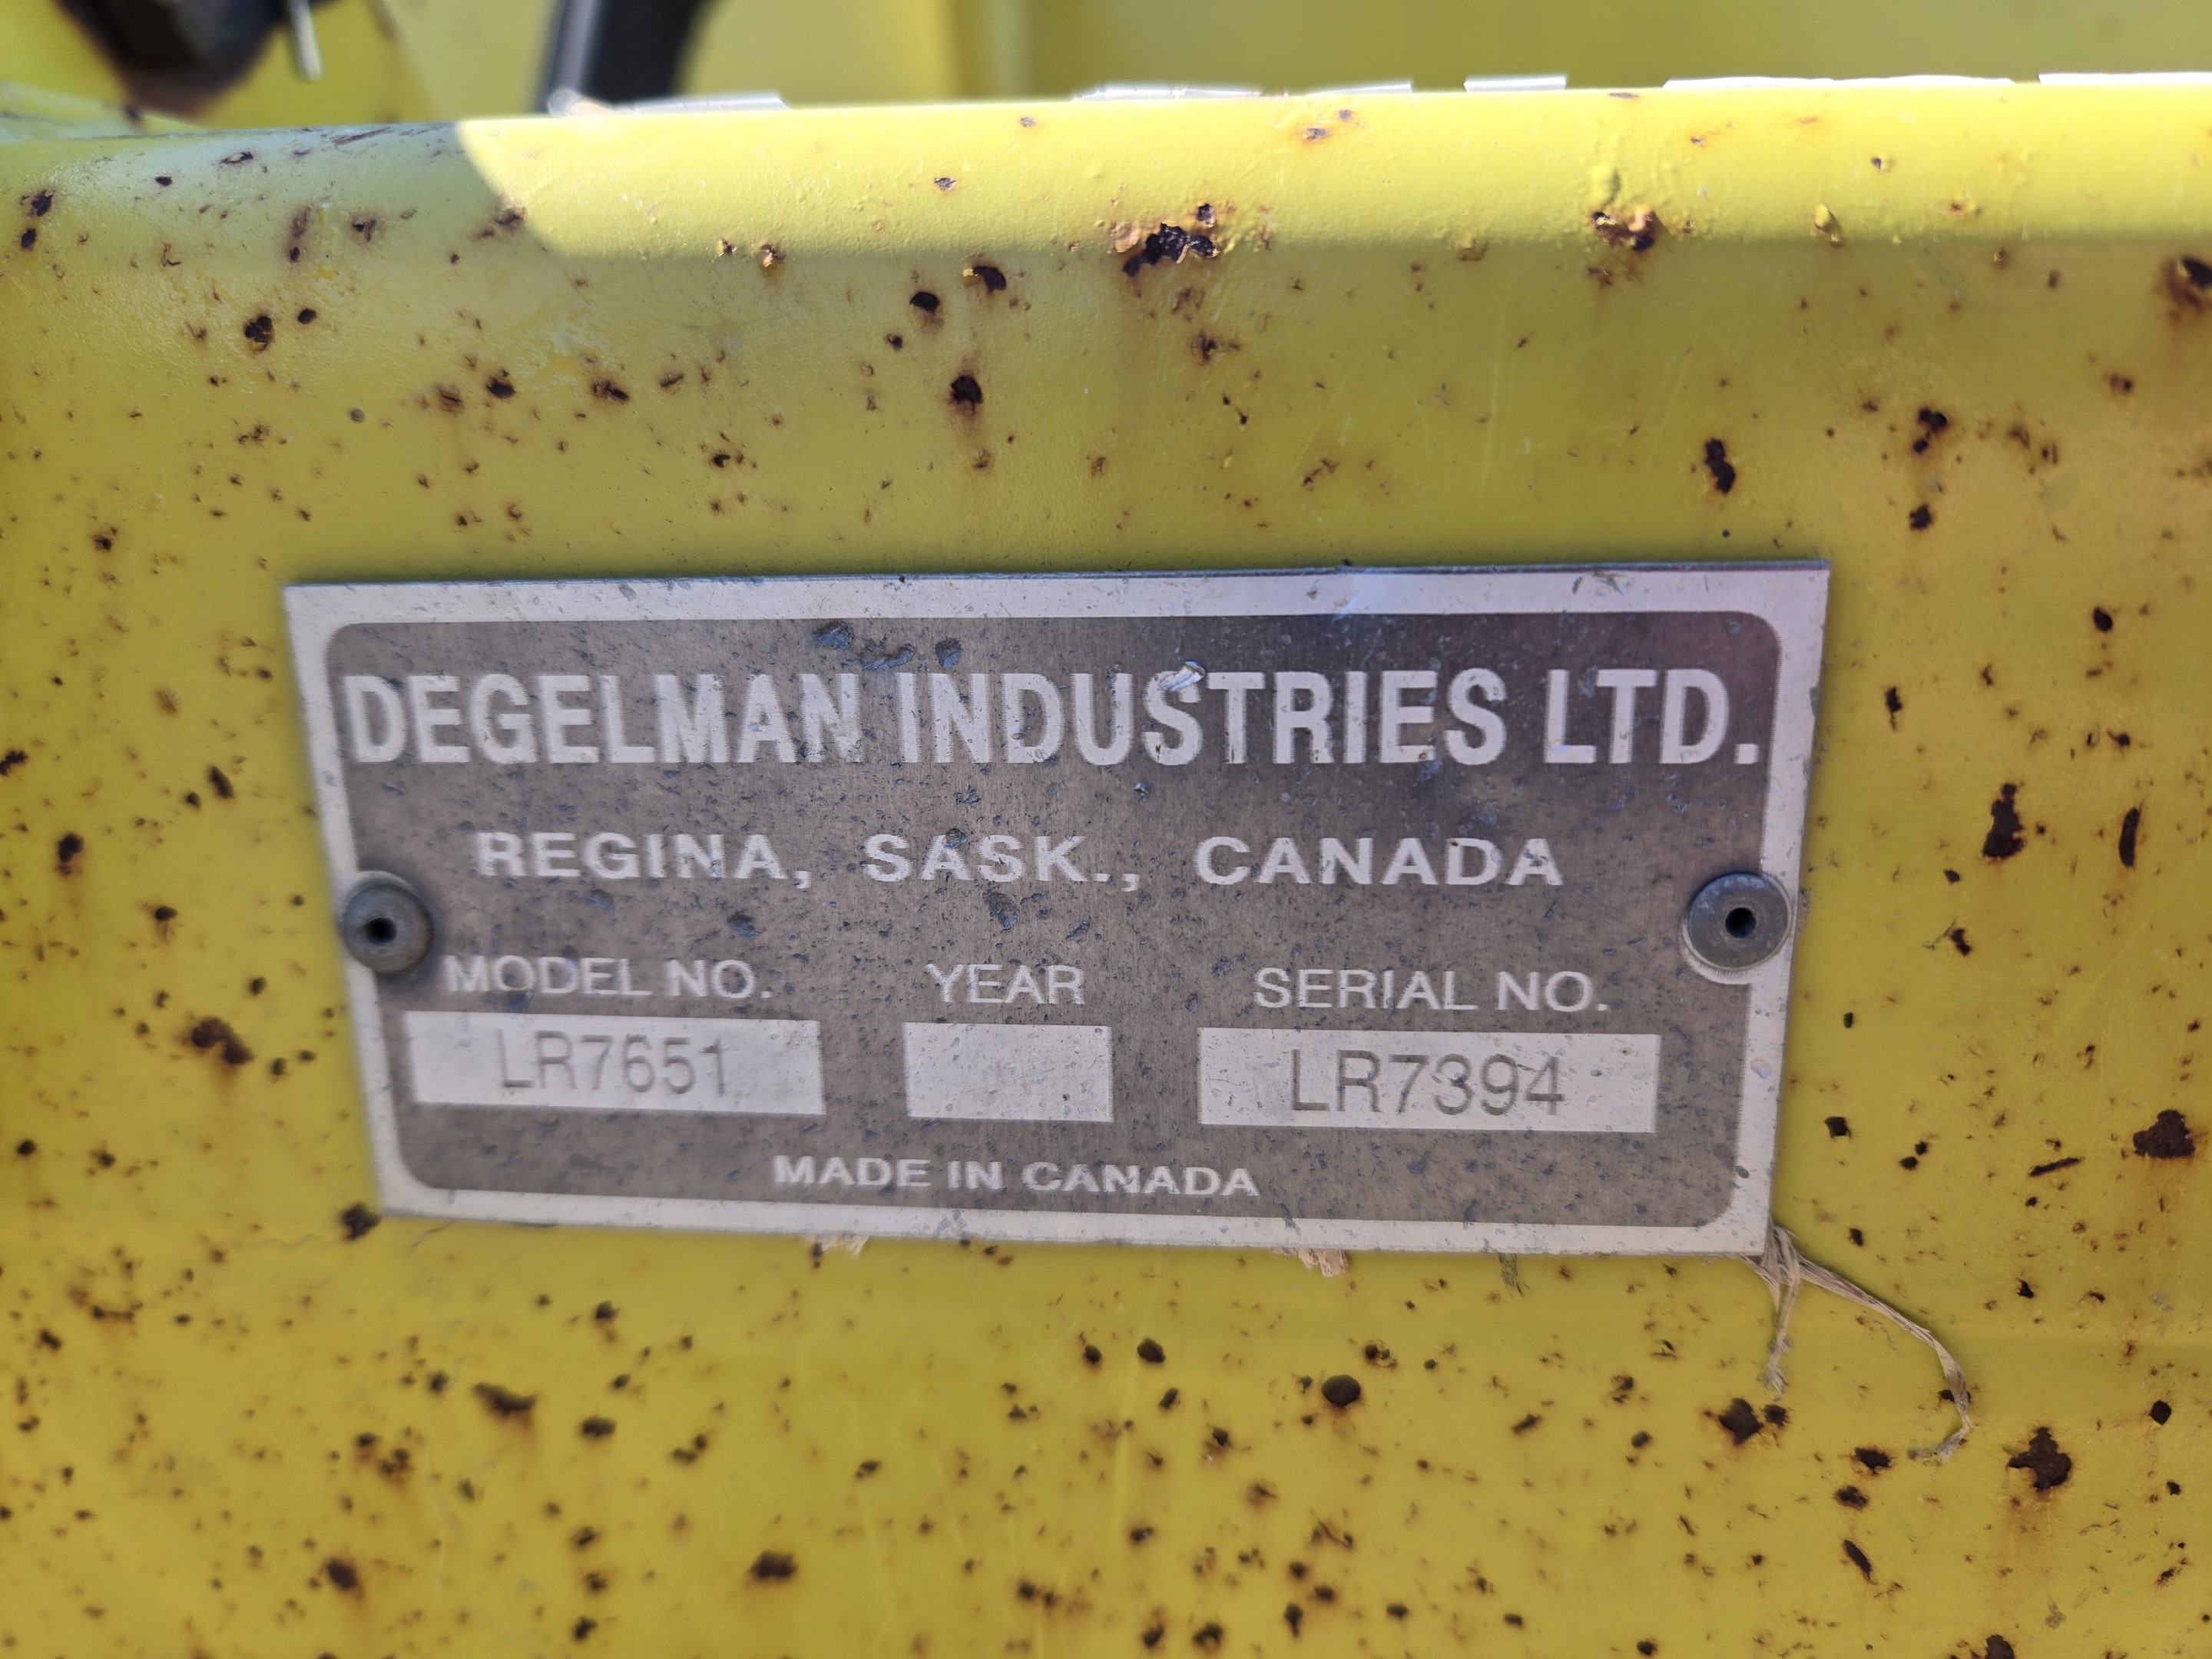 DEGELMAN INDUSTRIES LTD.
REGINA, SASK., CANADA
MODEL NO. YEAR SERIAL NO.
LR7651 LR7394
MADE IN CANADA